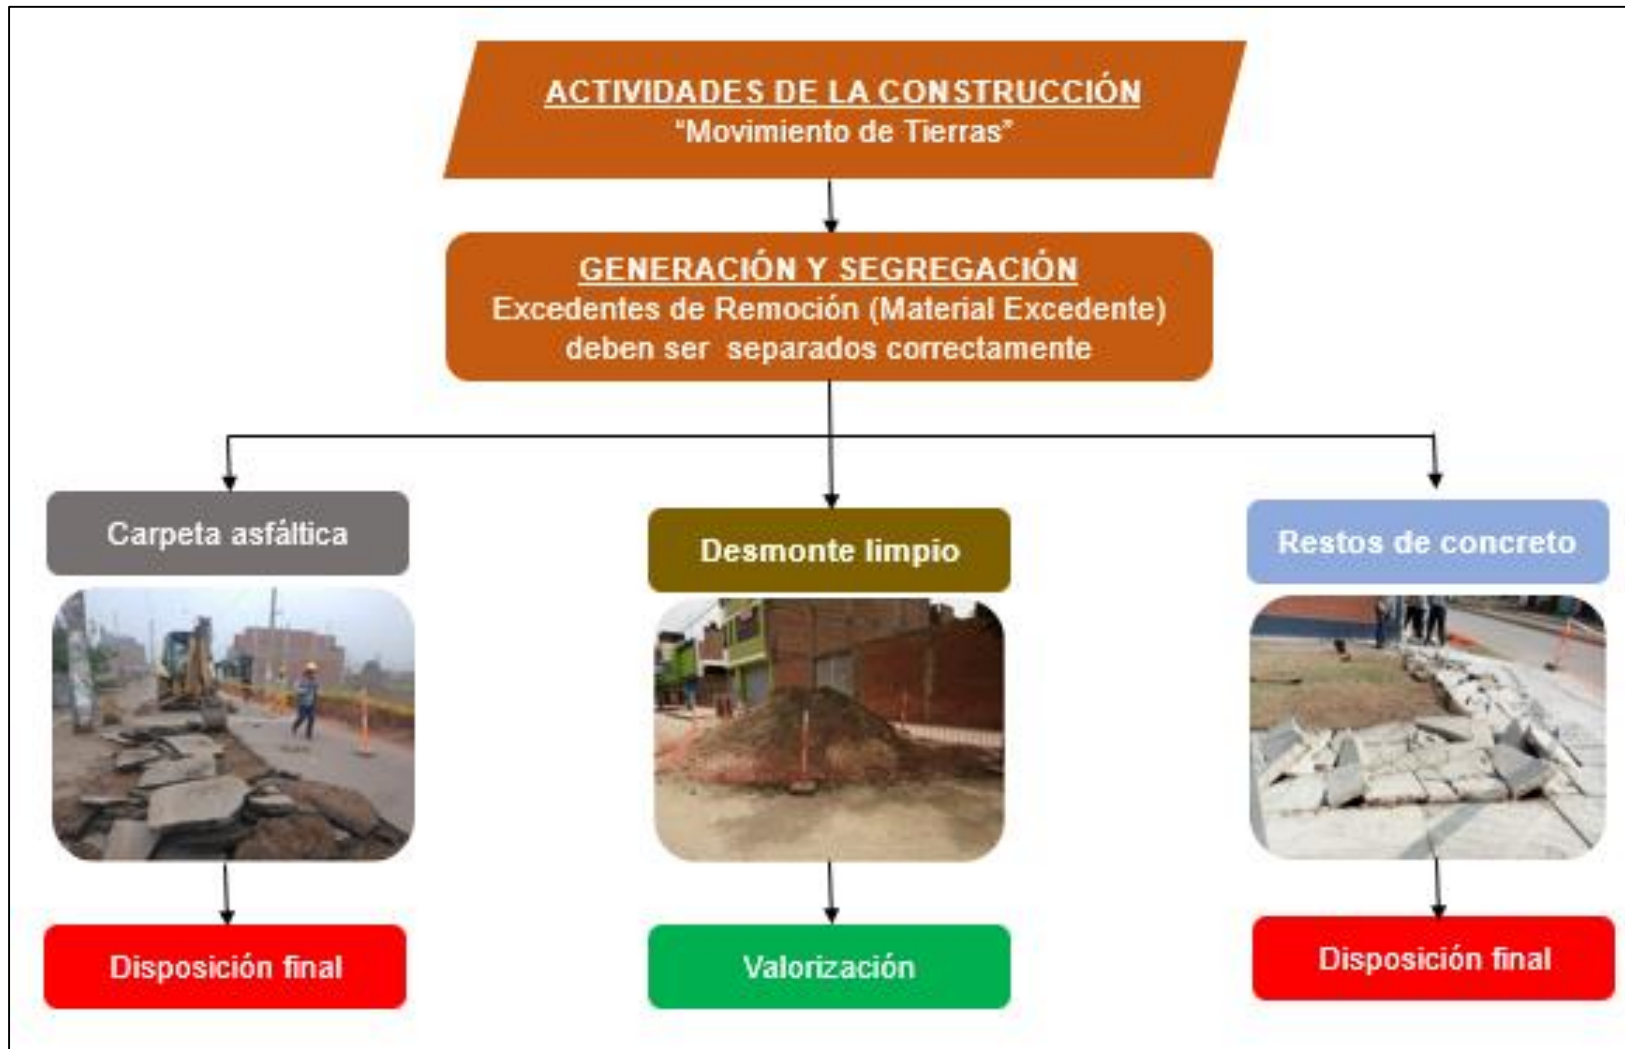 ACTIVIDADES DE LA CONSTRUCCIÓN
“Movimiento de Tierras”
GENERACIÓN Y SEGREGACIÓN
Excedentes de Remoción (Material Excedente)
deben ser separados correctamente
Carpeta asfáltica
Desmonte limpio
Restos de concreto
Disposición final
Valorización
Disposición final